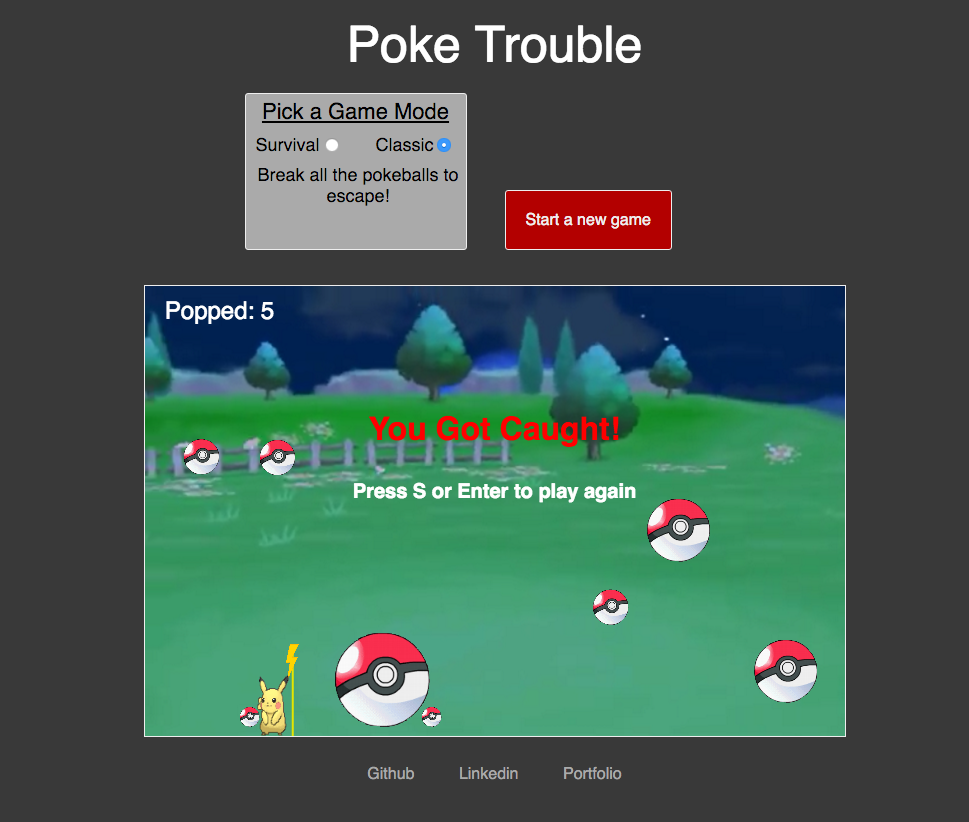 Poke Trouble
Pick a Game Mode
Survival Classic
Break all the pokeballs to
escape!
Start a new game
Popped: 5
You Got Caught!
Press S or Enter to play again
Github Linkedin Portfolio